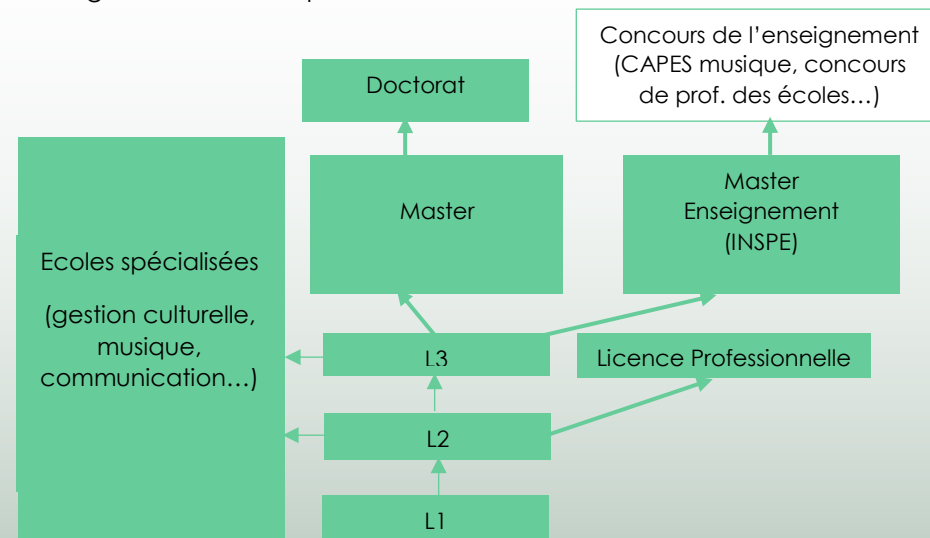 Concours de l'enseignement
(CAPES musique, concours
de prof. des écoles…)
Doctorat
Master
Master
Enseignement
(INSPE)
Ecoles spécialisées
(gestion culturelle,
musique,
communication…)
L3
Licence Professionnelle
L2
L1